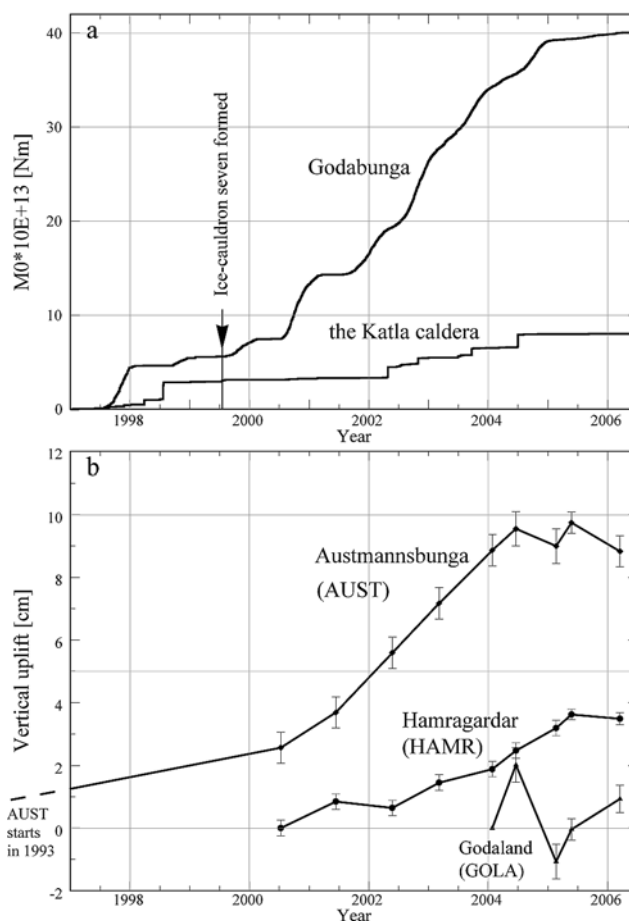 a
40
30
20
10
0
M0*10E+13 [Nm]
Ice-cauldron seven formed
Godabunga
the Katla caldera
1998 2000 2002 2004 2006
Year
b
12
10
8
6
4
2
0
-2
Vertical uplift [cm]
Austmannsbunga
(AUST)
Hamragardar
(HAMR)
Godaland
(GOLA)
AUST
starts
in 1993
1998 2000 2002 2004 2006
Year